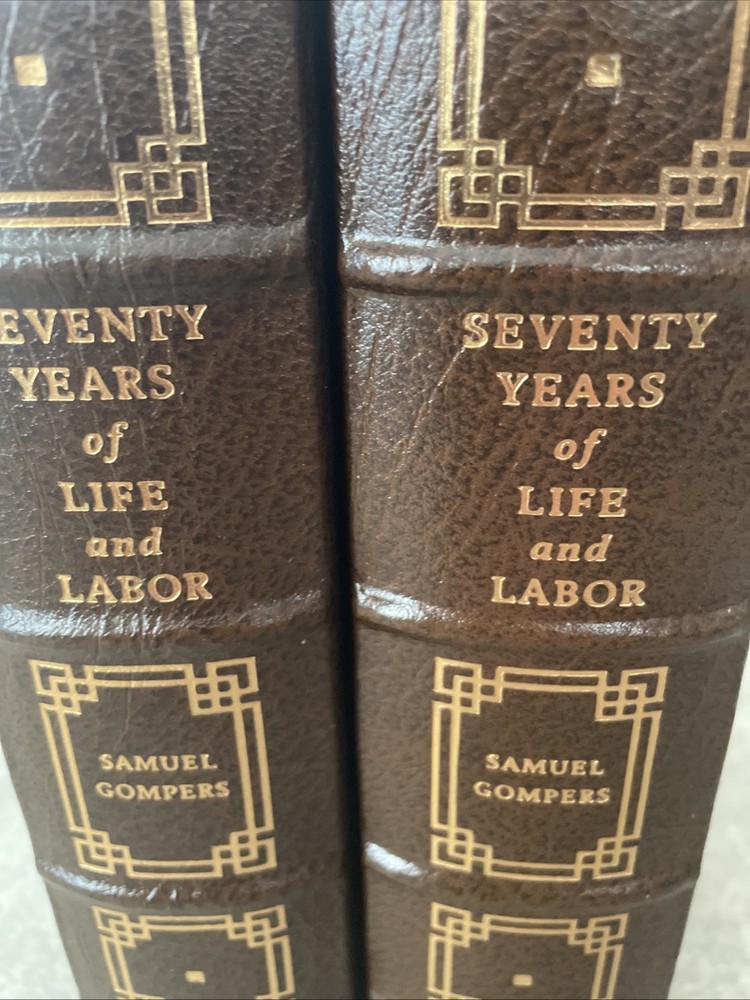 EVENTY
YEARS
of
LIFE
and
LABOR
SAMUEL
GOMPERS
SEVENTY
YEARS
of
LIFE
and
LABOR
SAMUEL
GOMPERS